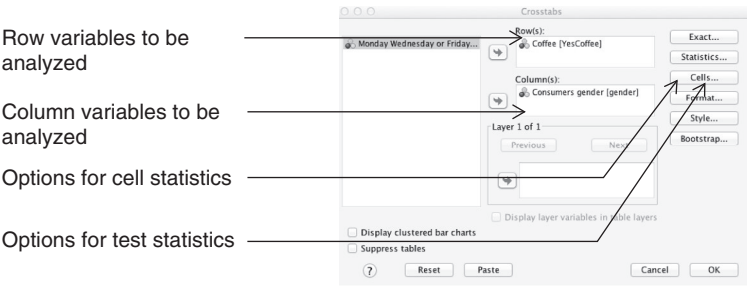 Crosstabs
Row variables to be
analyzed
Column variables to be
analyzed
Options for cell statistics
Options for test statistics
Monday Wednesday or Friday...
Row(s):
Coffee [YesCoffee]
Column(s):
Consumers gender [gender]
Layer 1 of 1
Previous
Next
Display layer variables in table layers
Exact...
Statistics...
Cells...
Format...
Style...
Bootstrap...
Display clustered bar charts
Suppress tables
?
Reset
Paste
Cancel
OK